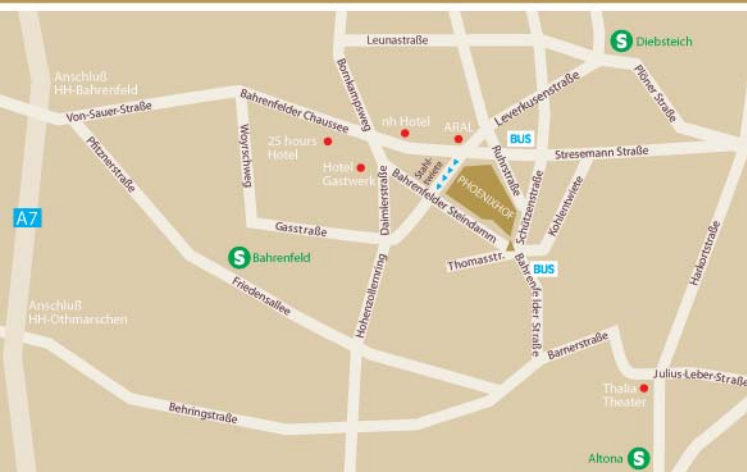 Leunastraße
S Diebsteich
Anschluß
HH-Bahrenfeld
Bornkampsweg
Plöner Straße
Leverkusenstraße
Von-Sauer-Straße
Bahrenfelder Chaussee
nh Hotel
ARAL
BUS
Pfitznerstraße
Woyrschweg
25 hours
Hotel
Stahl-
twiete
Ruhrstraße
Stresemann Straße
Hotel
Gastwerk
Daimlerstraße
Bahrenfelder Steindamm
PHOENIXHOF
Schützenstraße
Kohlentwiete
A7
Gasstraße
Harkortstraße
S Bahrenfeld
Thomasstr.
BUS
Friedensallee
Hohenzollernring
Bahrenfelder Straße
Anschluß
HH-Othmarschen
Barnerstraße
Julius-Leber-Straße
Thalia
Theater
Behringstraße
Altona S